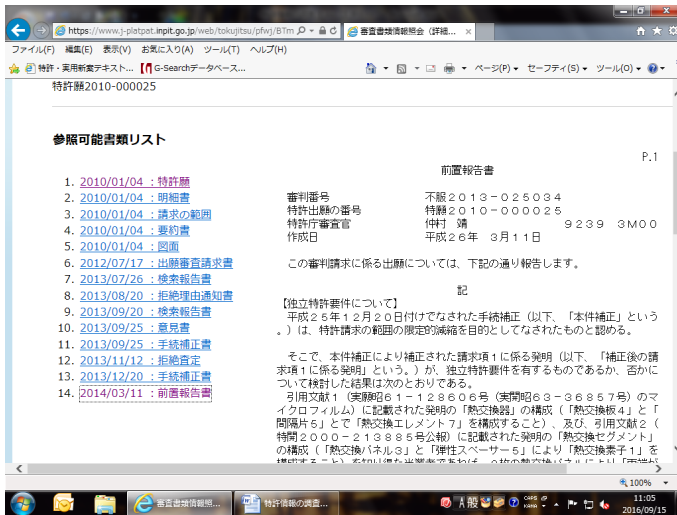 https://www.j-platpat.inpit.go.jp/web/tokujitsu/pfwj/BTm
審査書類情報照会（詳細...
ファイル(F) 編集(E) 表示(V) お気に入り(A) ツール(T) ヘルプ(H)
特許・実用新案テキスト... G-Searchデータベース...
ページ(P) セーフティ(S) ツール(O)
特許願2010-000025
参照可能書類リスト
1. 2010/01/04 ：特許願
2. 2010/01/04 ：明細書
3. 2010/01/04 ：請求の範囲
4. 2010/01/04 ：要約書
5. 2010/01/04 ：図面
6. 2012/07/17 ：出願審査請求書
7. 2013/07/26 ：検索報告書
8. 2013/08/20 ：拒絶理由通知書
9. 2013/09/20 ：検索報告書
10. 2013/09/25 ：意見書
11. 2013/09/25 ：手続補正書
12. 2013/11/12 ：拒絶査定
13. 2013/12/20 ：手続補正書
14. 2014/03/11 ：前置報告書
P.1
前置報告書
審判番号 不服２０１３－０２５０３４
特許出願の番号 特願２０１０－００００２５
特許庁審査官 仲村 靖 ９２３９ ３Ｍ００
作成日 平成２６年 ３月１１日
この審判請求に係る出願については、下記の通り報告します。
記
【独立特許要件について】
平成２５年１２月２０日付けでなされた手続補正（以下、「本件補正」という
。）は、特許請求の範囲の限定的減縮を目的としてなされたものと認める。
そこで、本件補正により補正された請求項１に係る発明（以下、「補正後の請
求項１に係る発明」という。）が、独立特許要件を有するものであるか、否かに
ついて検討した結果は次のとおりである。
引用文献１（実願昭６１－１２８６０６号（実開昭６３－３６８５７号）のマ
イクロフィルム）に記載された発明の「熱交換器」の構成（「熱交換板４」と「
間隔片５」とで「熱交換エレメント７」を構成すること）、及び、引用文献２（
特開２０００－２１３８８５号公報）に記載された発明の「熱交換セグメント」
の構成（「熱交換パネル３」と「弾性スペーサー５」により「熱交換素子１」を
100%
審査書類情報照...
特許情報の調査...
A 般
CAPS
KANA
11:05
2016/09/15